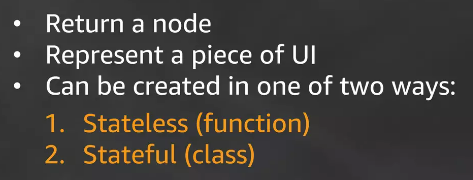 • Return a node
• Represent a piece of UI
• Can be created in one of two ways:
1. Stateless (function)
2. Stateful (class)